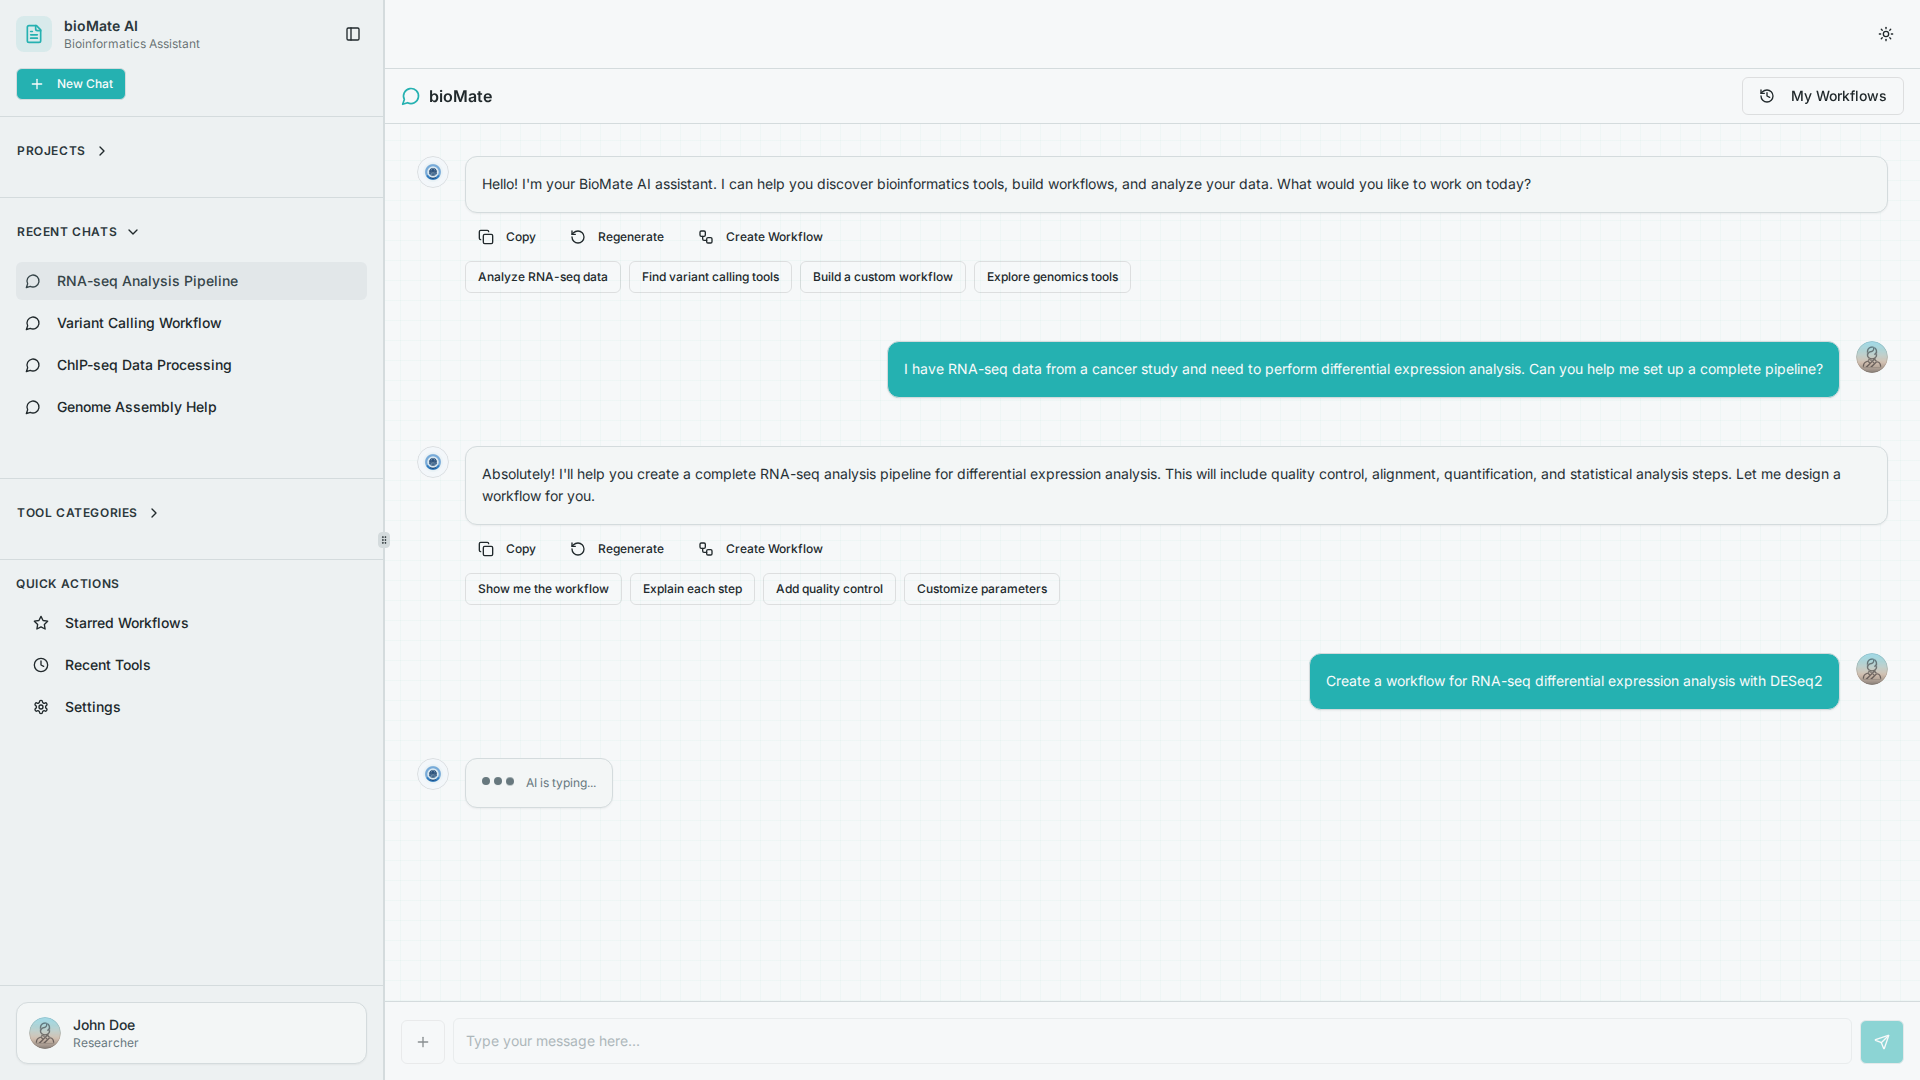 bioMate AI
Bioinformatics Assistant
New Chat
PROJECTS
RECENT CHATS
RNA-seq Analysis Pipeline
Variant Calling Workflow
ChIP-seq Data Processing
Genome Assembly Help
TOOL CATEGORIES
QUICK ACTIONS
Starred Workflows
Recent Tools
Settings
John Doe
Researcher
bioMate
My Workflows
Hello! I'm your BioMate AI assistant. I can help you discover bioinformatics tools, build workflows, and analyze your data. What would you like to work on today?
Copy Regenerate Create Workflow
Analyze RNA-seq data Find variant calling tools Build a custom workflow Explore genomics tools
I have RNA-seq data from a cancer study and need to perform differential expression analysis. Can you help me set up a complete pipeline?
Absolutely! I'll help you create a complete RNA-seq analysis pipeline for differential expression analysis. This will include quality control, alignment, quantification, and statistical analysis steps. Let me design a
workflow for you.
Copy Regenerate Create Workflow
Show me the workflow Explain each step Add quality control Customize parameters
Create a workflow for RNA-seq differential expression analysis with DESeq2
AI is typing...
Type your message here...